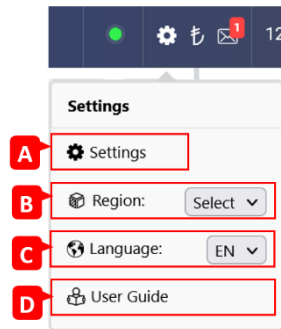 ₺ 1 12
Settings
A Settings
B Region: Select
C Language: EN
D User Guide